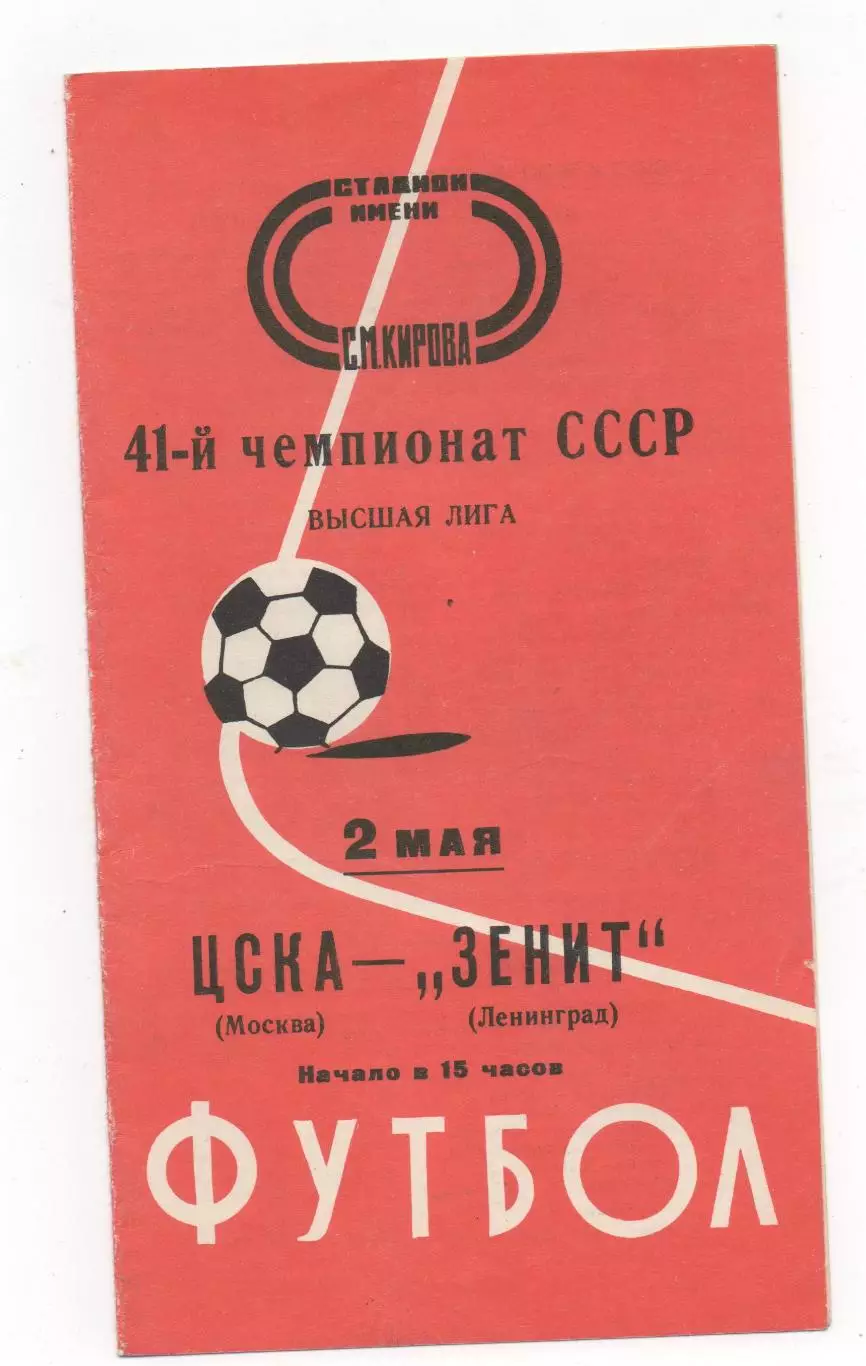 СТАДИОН
ИМЕНИ
С.М.КИРОВА
41-й чемпионат СССР
ВЫСШАЯ ЛИГА
2 МАЯ
ЦСКА — „ЗЕНИТ“
(Москва) (Ленинград)
Начало в 15 часов
ФУТБОЛ